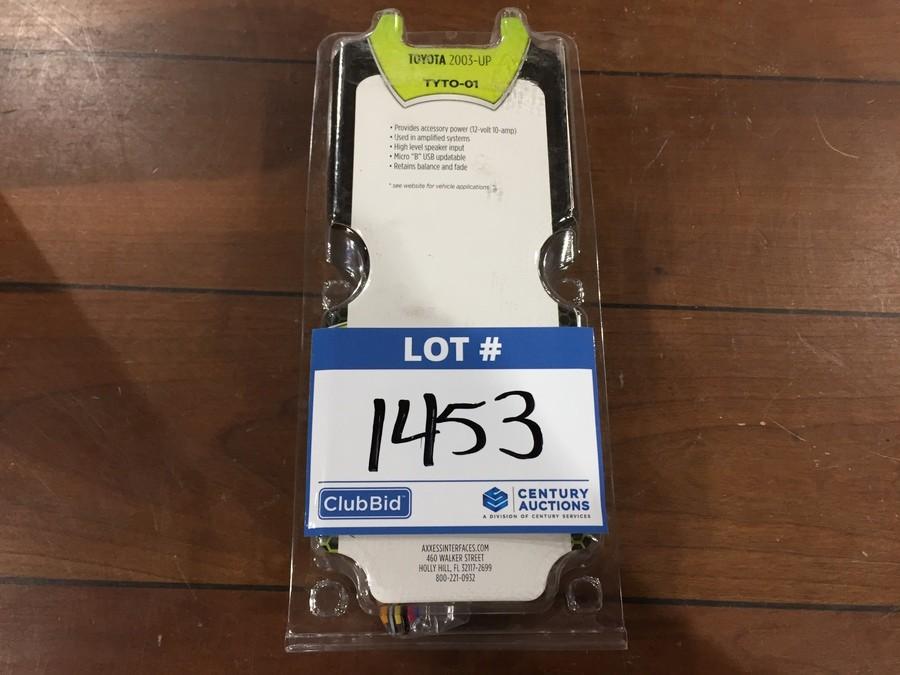 TOYOTA 2003-UP
TYTO-01
• Provides accessory power (12-volt 10-amp)
• Used in amplified systems
• High level speaker input
• Micro "B" USB updatable
• Retains balance and fade
* see website for vehicle applications
LOT #
1453
ClubBid™
CENTURY
AUCTIONS
A DIVISION OF CENTURY SERVICES
AXXESSINTERFACES.COM
460 WALKER STREET
HOLLY HILL, FL 32117-2699
800-221-0932